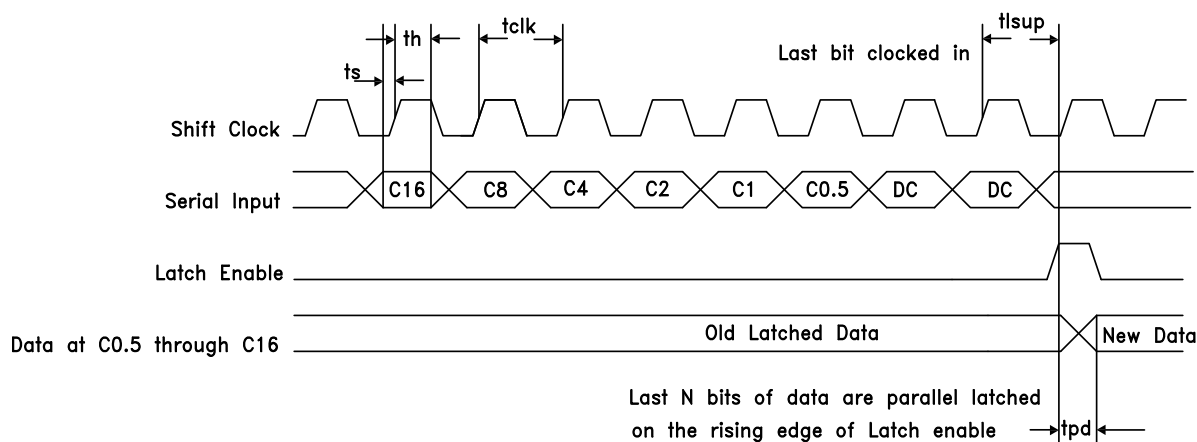 th
tclk
tlsup
Last bit clocked in
ts
Shift Clock
C16 C8 C4 C2 C1 C0.5 DC DC
Serial Input
Latch Enable
Old Latched Data
New Data
Data at C0.5 through C16
Last N bits of data are parallel latched
on the rising edge of Latch enable
tpd